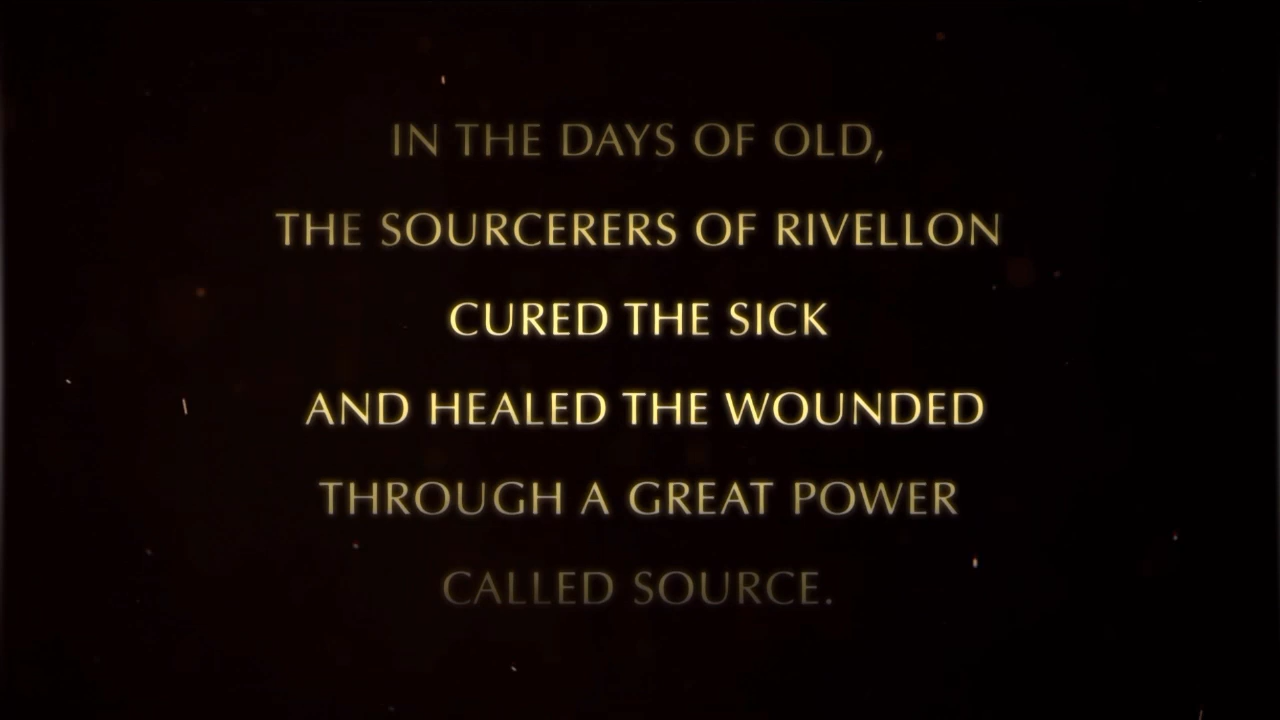 IN THE DAYS OF OLD,
THE SOURCERERS OF RIVELLON
CURED THE SICK
AND HEALED THE WOUNDED
THROUGH A GREAT POWER
CALLED SOURCE.